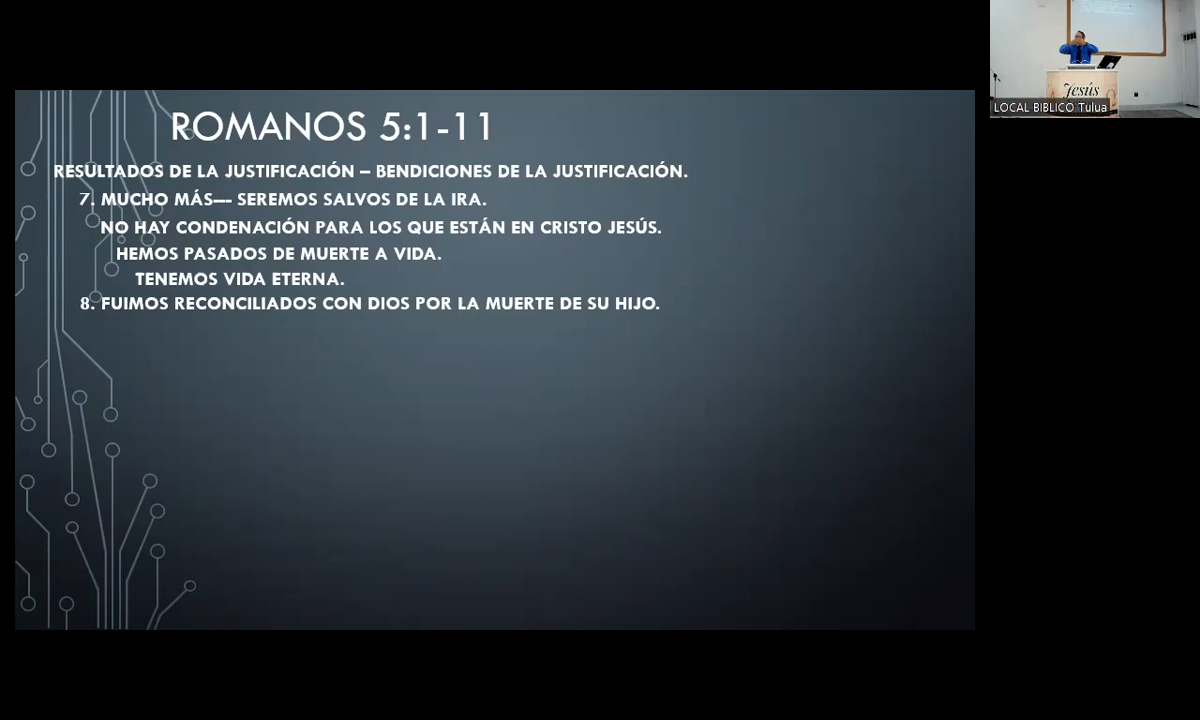 ROMANOS 5:1-11
RESULTADOS DE LA JUSTIFICACIÓN – BENDICIONES DE LA JUSTIFICACIÓN.
7. MUCHO MÁS--- SEREMOS SALVOS DE LA IRA.
NO HAY CONDENACIÓN PARA LOS QUE ESTÁN EN CRISTO JESÚS.
HEMOS PASADOS DE MUERTE A VIDA.
TENEMOS VIDA ETERNA.
8. FUIMOS RECONCILIADOS CON DIOS POR LA MUERTE DE SU HIJO.
Jesús
LOCAL BIBLICO Tulua